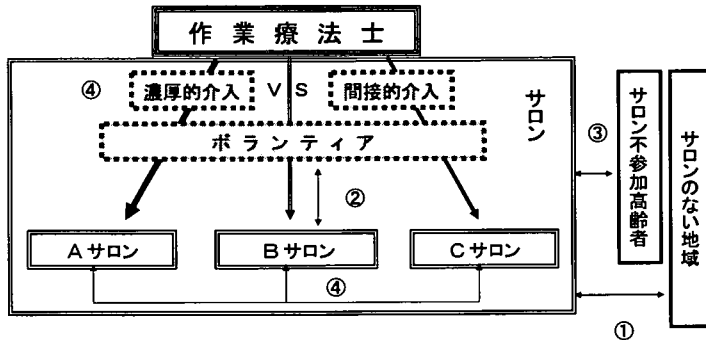 作業療法士
④ 濃厚的介入 VS 間接的介入
サロン
ボランティア
②
③
サロン不参加高齢者
サロンのない地域
Aサロン Bサロン Cサロン
④
①